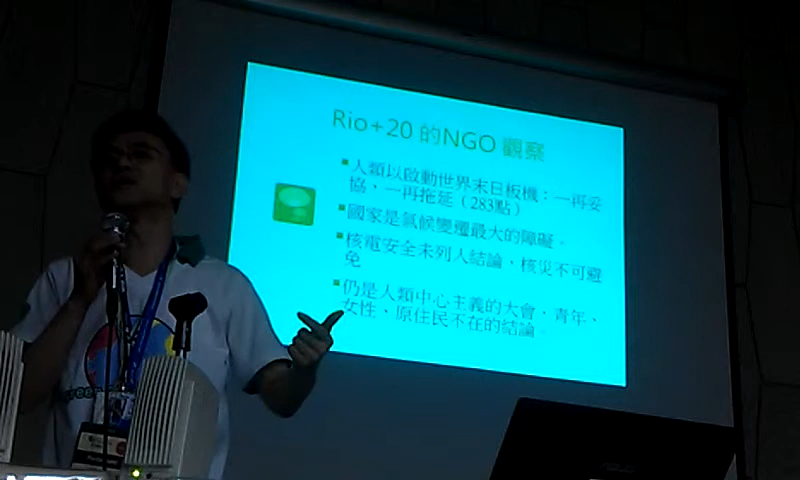 Rio+20 的NGO 觀察
人類以啟動世界末日板機：一再妥
協、一再拖延（283點）
國家是氣候變遷最大的障礙。
核電安全未列入結論，核災不可避
免
仍是人類中心主義的大會，青年、
女性、原住民不在的結論。
ASUS